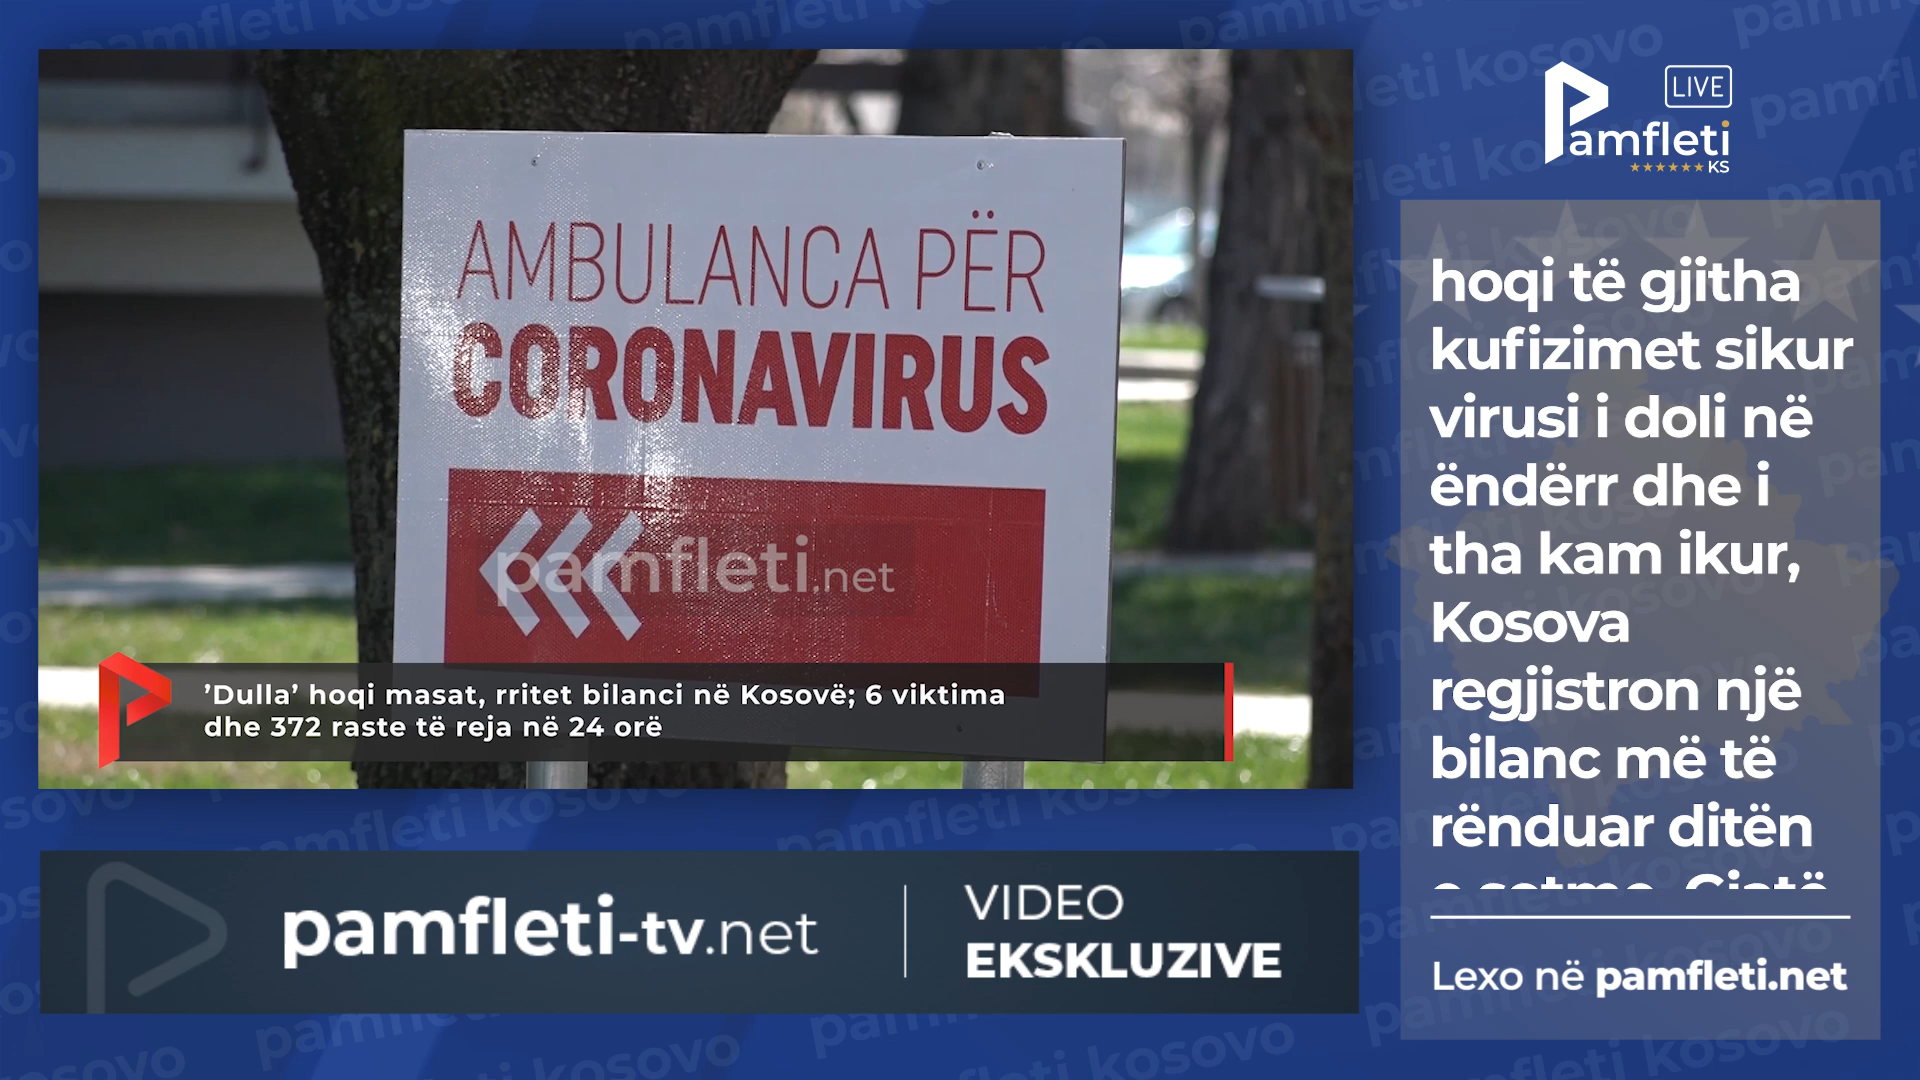 AMBULANCA PËR
CORONAVIRUS
pamfleti.net
’Dulla’ hoqi masat, rritet bilanci në Kosovë; 6 viktima
dhe 372 raste të reja në 24 orë
pamfleti-tv.net
VIDEO
EKSKLUZIVE
LIVE
Pamfleti
KS
hoqi të gjitha
kufizimet sikur
virusi i doli në
ëndërr dhe i
tha kam ikur,
Kosova
regjistron një
bilanc më të
rënduar ditën
Lexo në pamfleti.net
pamfleti kosovo